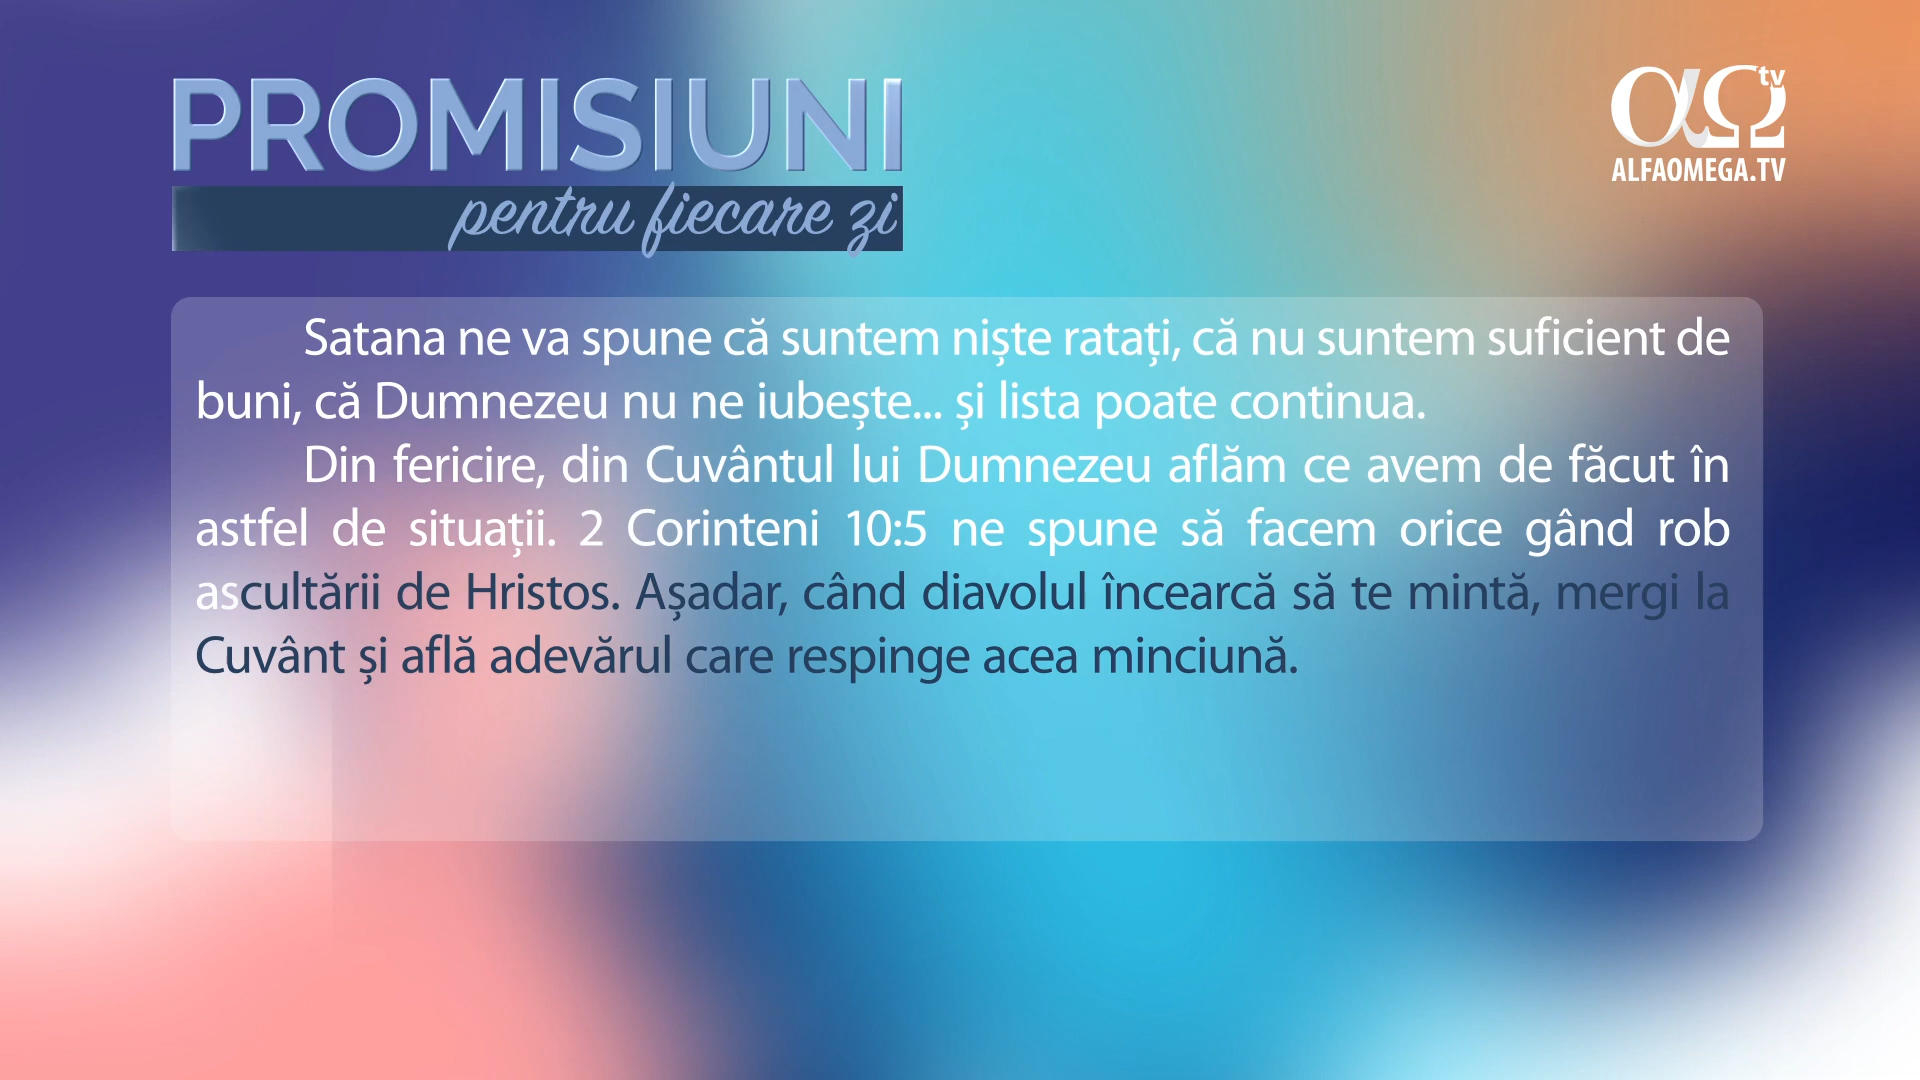 PROMISIUNI
pentru fiecare zi
tv
αΩ
ALFAOMEGA.TV
Satana ne va spune că suntem niște ratați, că nu suntem suficient de
buni, că Dumnezeu nu ne iubește... și lista poate continua.
Din fericire, din Cuvântul lui Dumnezeu aflăm ce avem de făcut în
astfel de situații. 2 Corinteni 10:5 ne spune să facem orice gând rob
ascultării de Hristos. Așadar, când diavolul încearcă să te mintă, mergi la
Cuvânt și află adevărul care respinge acea minciună.